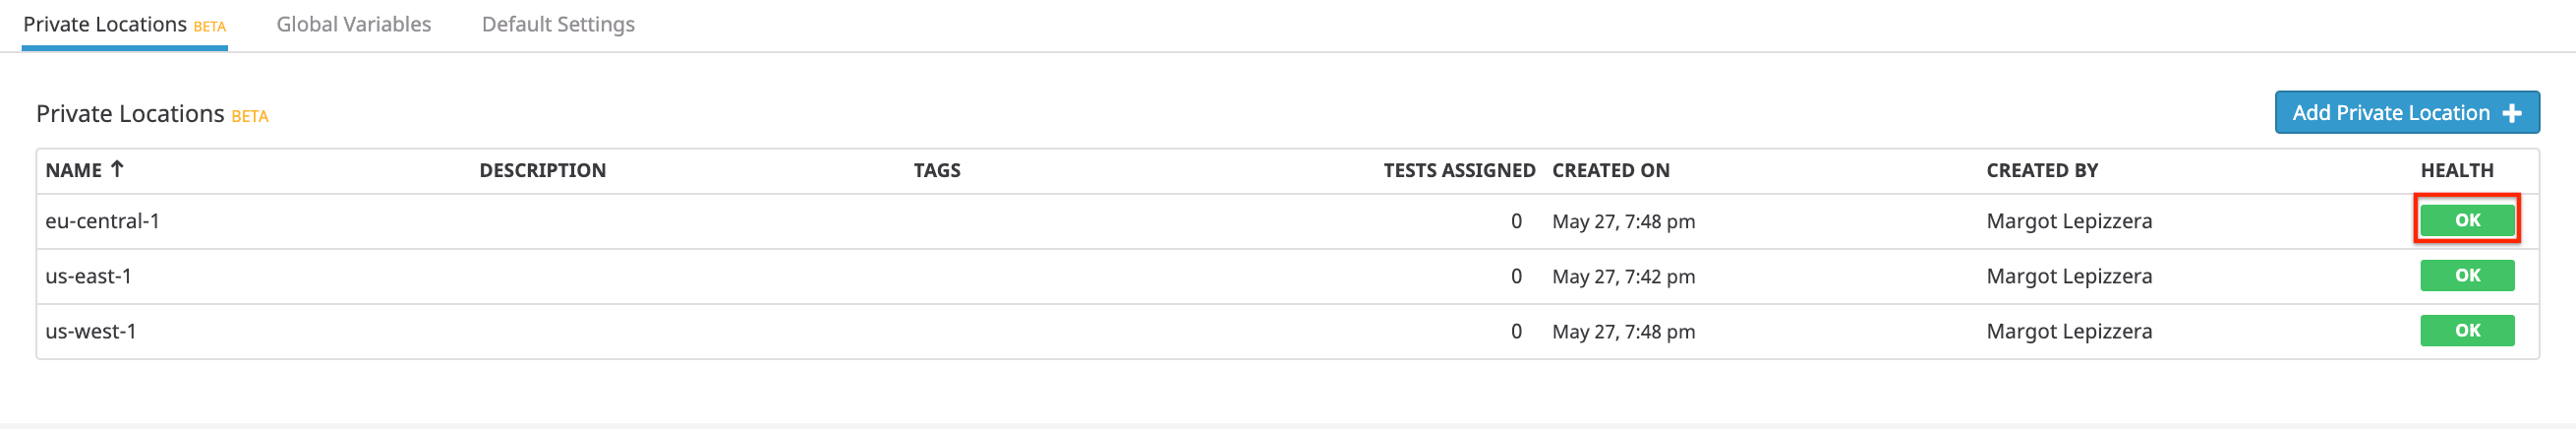 Private Locations BETA Global Variables Default Settings
Private Locations BETA Add Private Location
NAME DESCRIPTION TAGS TESTS ASSIGNED CREATED ON CREATED BY HEALTH
eu-central-1 0 May 27, 7:48 pm Margot Lepizzera OK
us-east-1 0 May 27, 7:42 pm Margot Lepizzera OK
us-west-1 0 May 27, 7:48 pm Margot Lepizzera OK